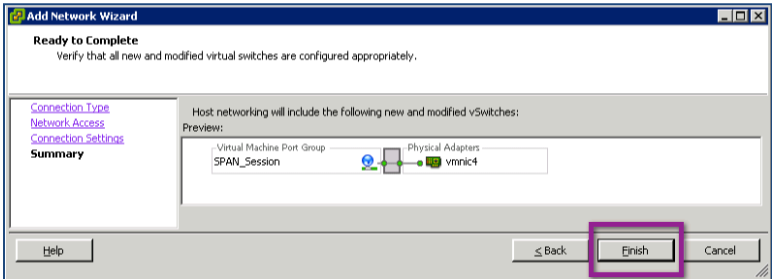 Add Network Wizard
Ready to Complete
Verify that all new and modified virtual switches are configured appropriately.
Connection Type
Network Access
Connection Settings
Summary
Host networking will include the following new and modified vSwitches:
Preview:
Virtual Machine Port Group
Physical Adapters
SPAN_Session
vmnic4
Help
≤ Back
Finish
Cancel